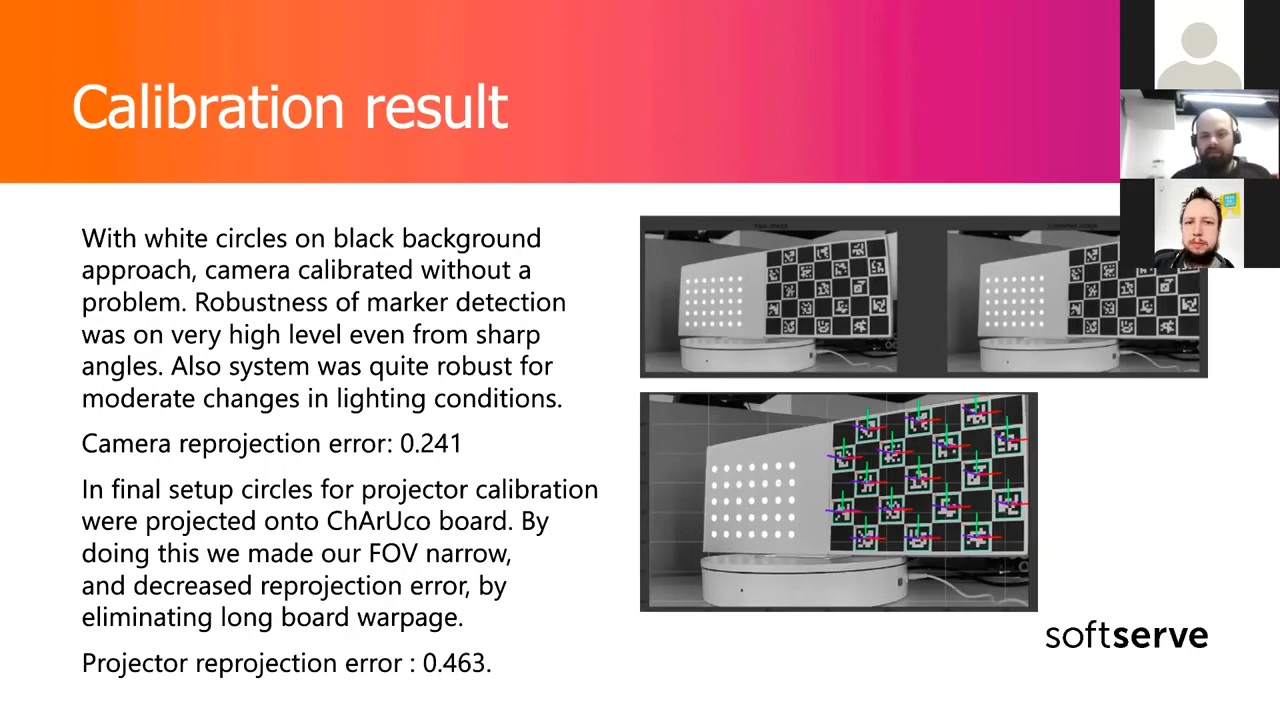 Calibration result
With white circles on black background
approach, camera calibrated without a
problem. Robustness of marker detection
was on very high level even from sharp
angles. Also system was quite robust for
moderate changes in lighting conditions.
Camera reprojection error: 0.241
In final setup circles for projector calibration
were projected onto ChArUco board. By
doing this we made our FOV narrow,
and decreased reprojection error, by
eliminating long board warpage.
Projector reprojection error : 0.463.
softserve